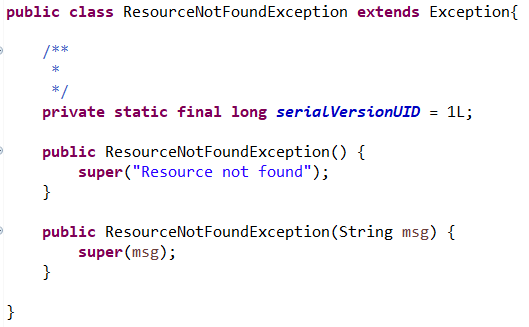 public class ResourceNotFoundException extends Exception{
/**
*
*/
private static final long serialVersionUID = 1L;
public ResourceNotFoundException() {
super("Resource not found");
}
public ResourceNotFoundException(String msg) {
super(msg);
}
}